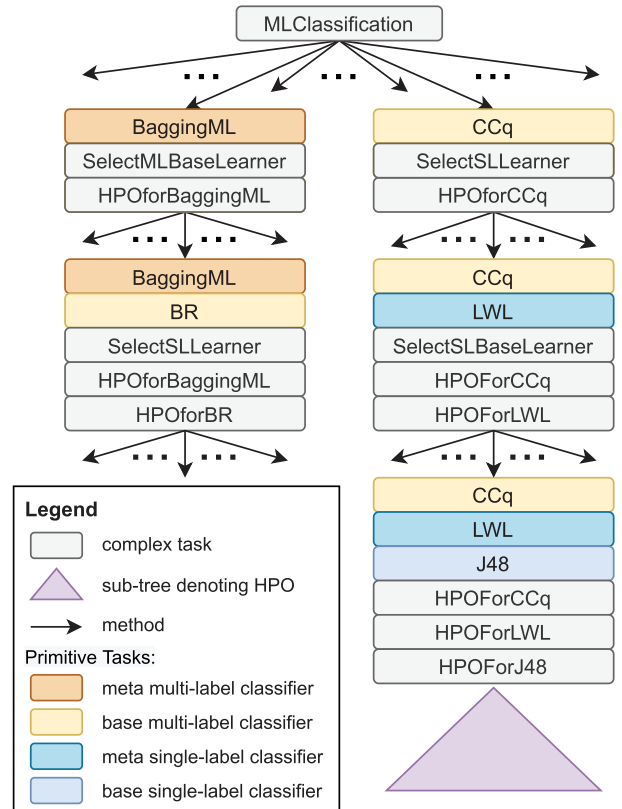 MLClassification
BaggingML
SelectMLBaseLearner
HPOforBaggingML
CCq
SelectSLLearner
HPOforCCq
BaggingML
BR
SelectSLLearner
HPOforBaggingML
HPOforBR
CCq
LWL
SelectSLBaseLearner
HPOForCCq
HPOForLWL
CCq
LWL
J48
HPOForCCq
HPOForLWL
HPOForJ48
Legend
complex task
sub-tree denoting HPO
method
Primitive Tasks:
meta multi-label classifier
base multi-label classifier
meta single-label classifier
base single-label classifier